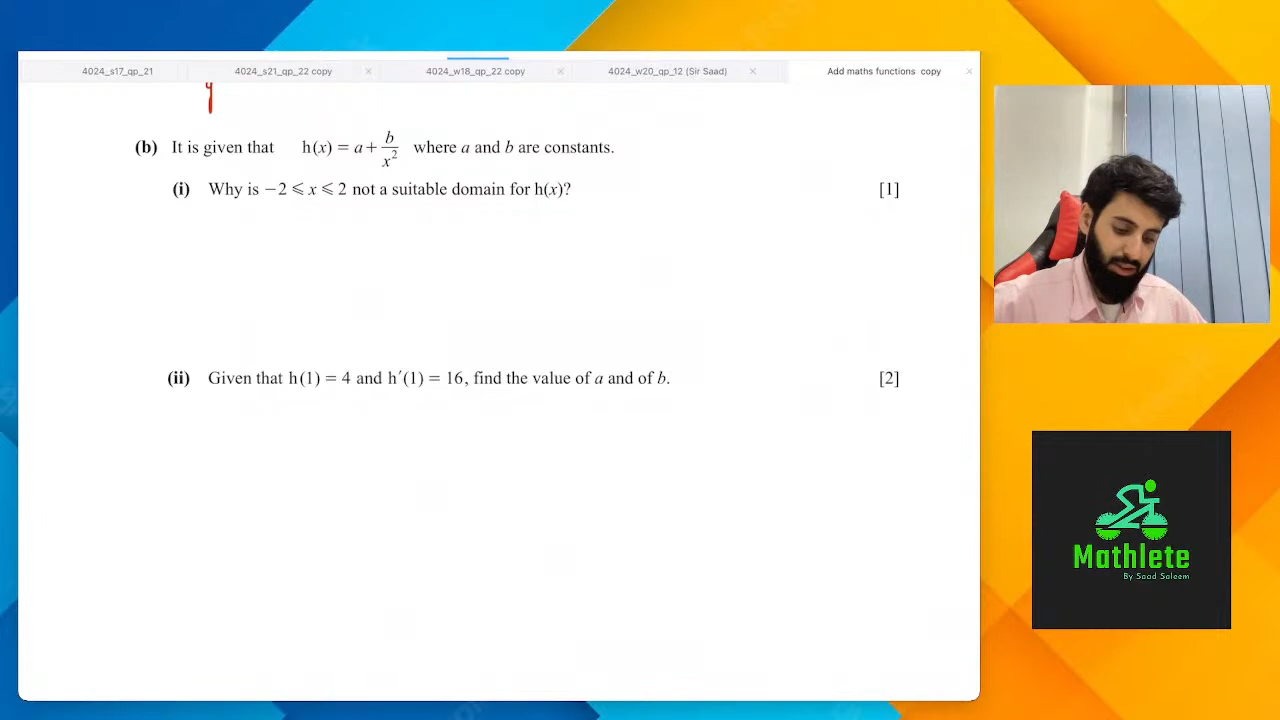 4024_s17_qp_21 4024_s21_qp_22 copy × 4024_w18_qp_22 copy × 4024_w20_qp_12 (Sir Saad) × Add maths functions copy ×
(b) It is given that h(x) = a + b/x² where a and b are constants.
(i) Why is −2 ⩽ x ⩽ 2 not a suitable domain for h(x)? [1]
(ii) Given that h(1) = 4 and h′(1) = 16, find the value of a and of b. [2]
Mathlete
By Saad Saleem